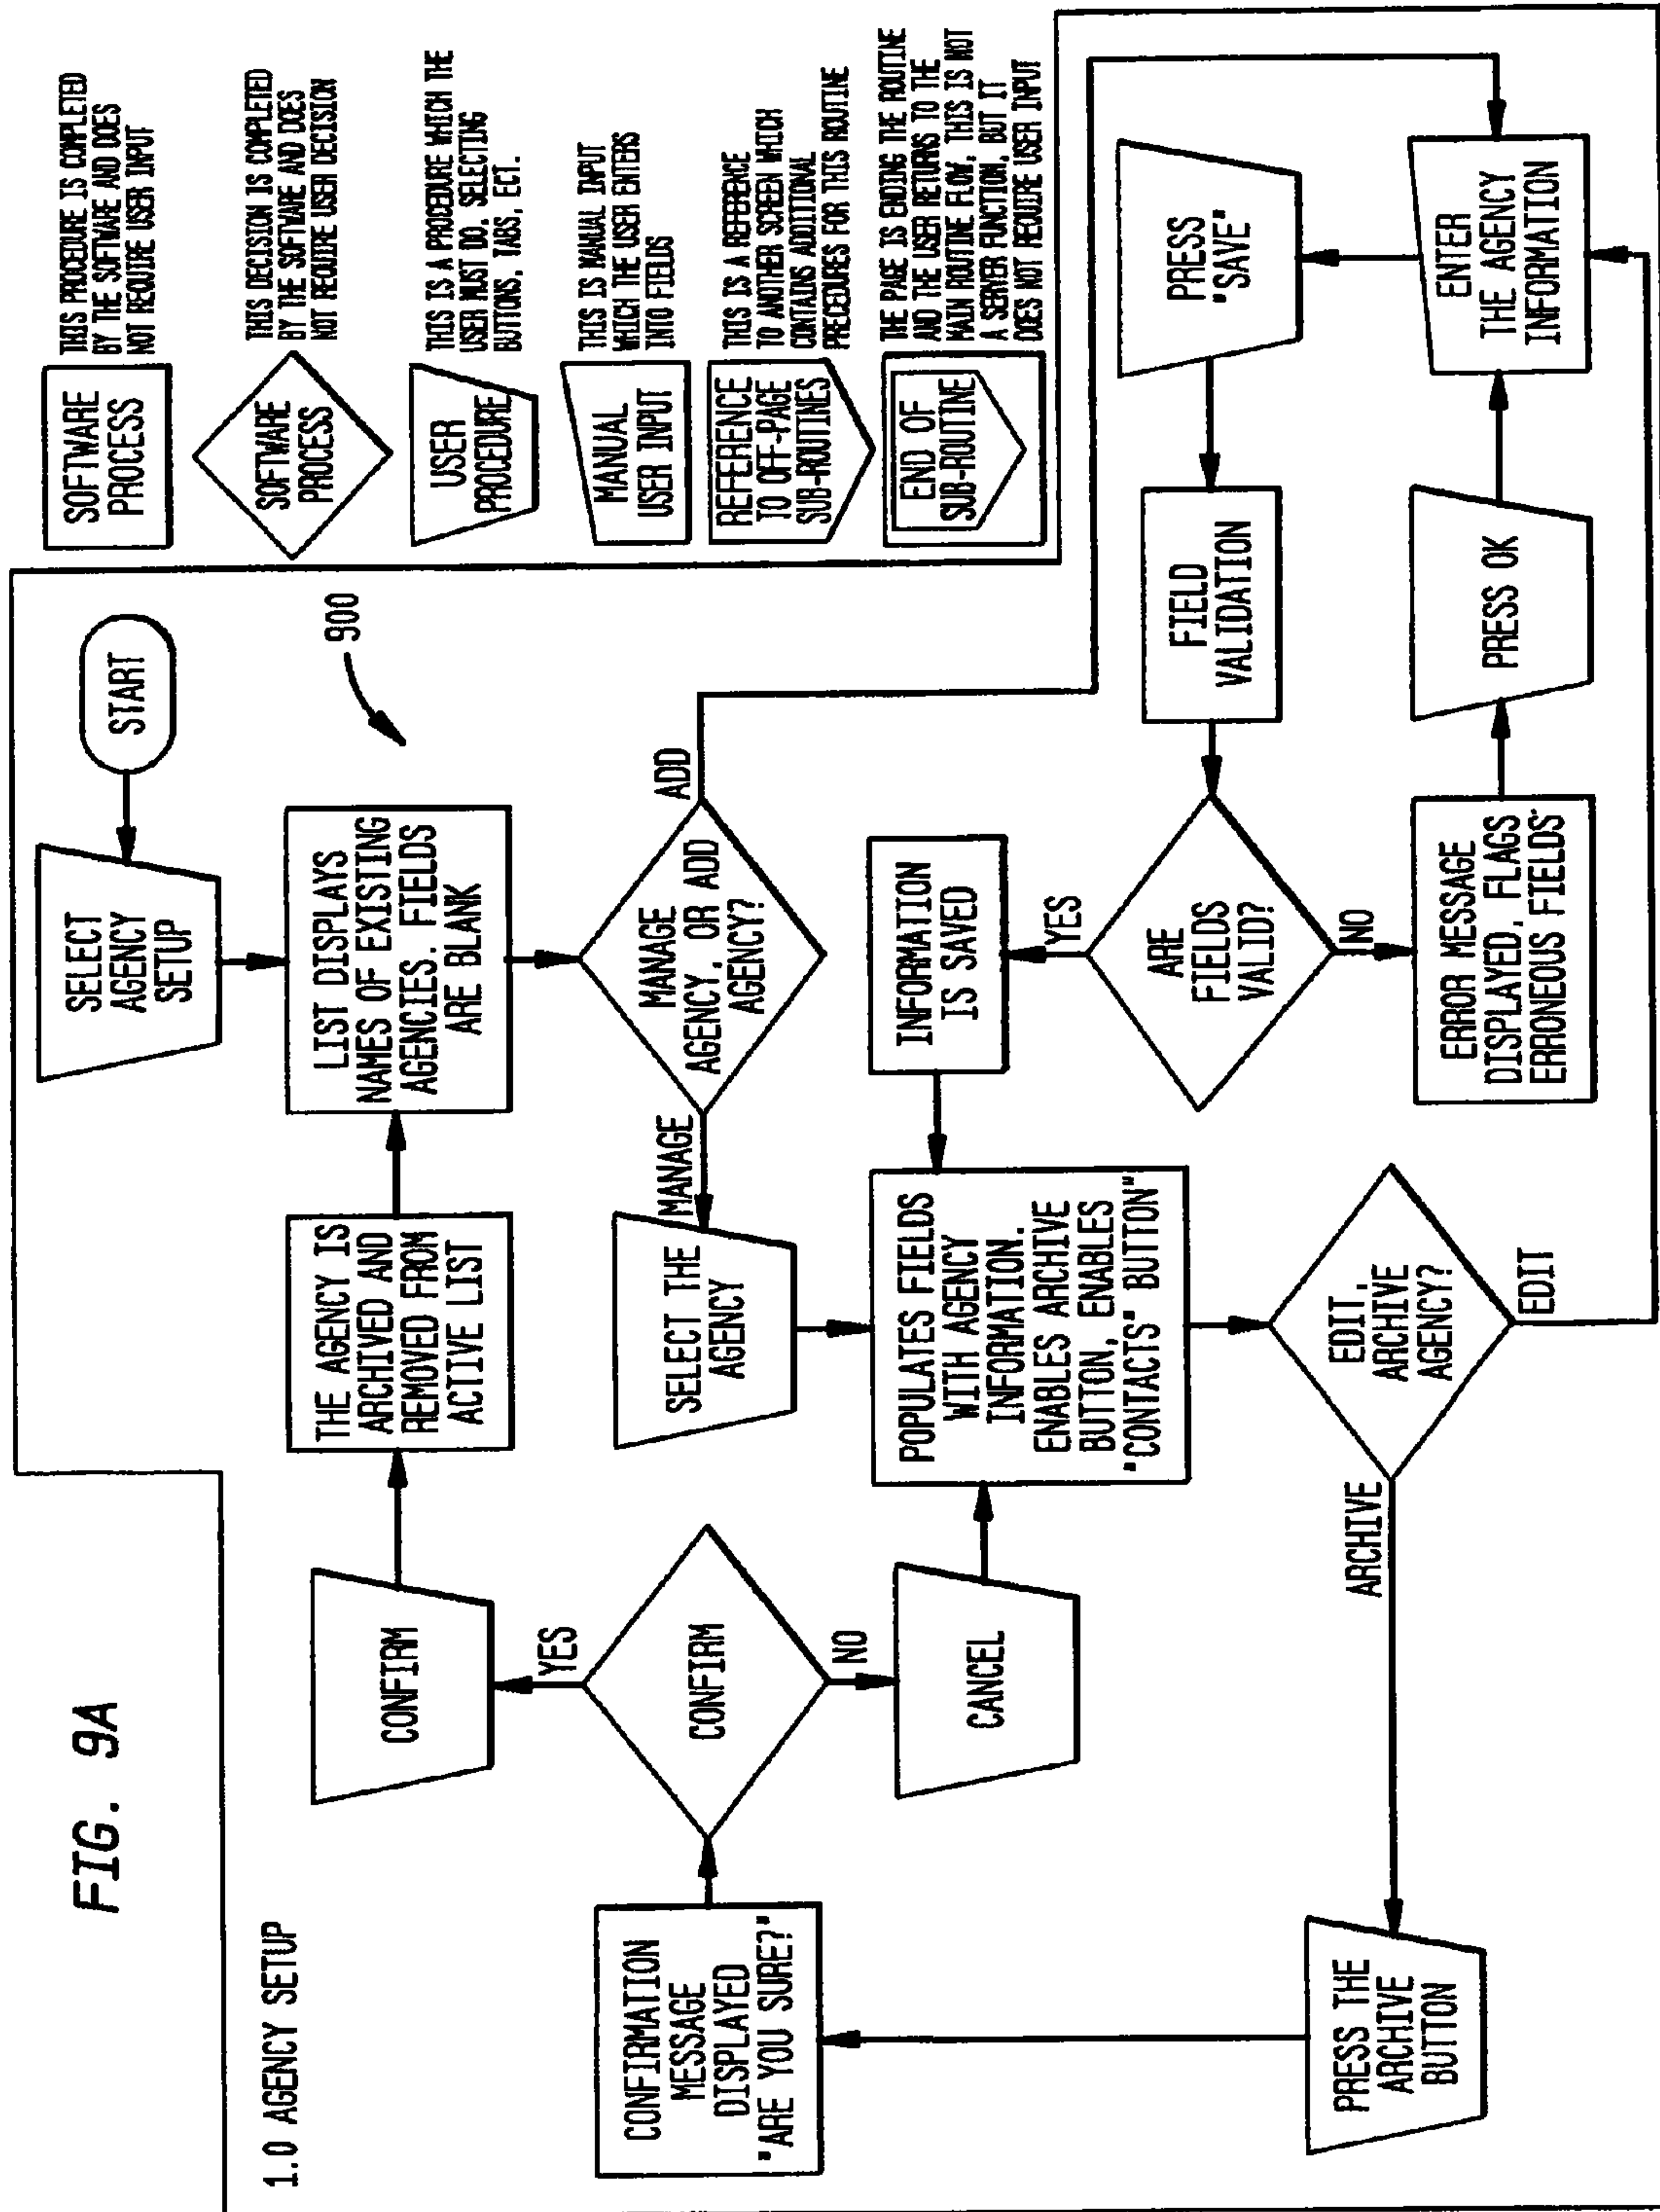 FIG. 9A
1.0 AGENCY SETUP
START
SELECT
AGENCY
SETUP
900
LIST DISPLAYS
NAMES OF EXISTING
AGENCIES. FIELDS
ARE BLANK
THE AGENCY IS
ARCHIVED AND
REMOVED FROM
ACTIVE LIST
CONFIRM
YES
CONFIRM
NO
CANCEL
CONFIRMATION
MESSAGE
DISPLAYED
"ARE YOU SURE?"
MANAGE
AGENCY, OR ADD
AGENCY?
ADD
MANAGE
SELECT THE
AGENCY
POPULATES FIELDS
WITH AGENCY
INFORMATION.
ENABLES ARCHIVE
BUTTON, ENABLES
"CONTACTS" BUTTON"
INFORMATION
IS SAVED
YES
ARE
FIELDS
VALID?
NO
FIELD
VALIDATION
PRESS
"SAVE"
ERROR MESSAGE
DISPLAYED, FLAGS
ERRONEOUS FIELDS"
PRESS OK
ENTER
THE AGENCY
INFORMATION
EDIT,
ARCHIVE
AGENCY?
EDIT
ARCHIVE
PRESS THE
ARCHIVE
BUTTON
SOFTWARE
PROCESS
THIS PROCEDURE IS COMPLETED
BY THE SOFTWARE AND DOES
NOT REQUIRE USER INPUT
SOFTWARE
PROCESS
THIS DECISION IS COMPLETED
BY THE SOFTWARE AND DOES
NOT REQUIRE USER DECISION
USER
PROCEDURE
THIS IS A PROCEDURE WHICH THE
USER MUST DO. SELECTING
BUTTONS, TABS, ECT.
MANUAL
USER INPUT
THIS IS MANUAL INPUT
WHICH THE USER ENTERS
INTO FIELDS
REFERENCE
TO OFF-PAGE
SUB-ROUTINES
THIS IS A REFERENCE
TO ANOTHER SCREEN WHICH
CONTAINS ADDITIONAL
PRECEDURES FOR THIS ROUTINE
END OF
SUB-ROUTINE
THE PAGE IS ENDING THE ROUTINE
AND THE USER RETURNS TO THE
MAIN ROUTINE FLOW, THIS IS NOT
A SERVER FUNCTION, BUT IT
DOES NOT REQUIRE USER INPUT